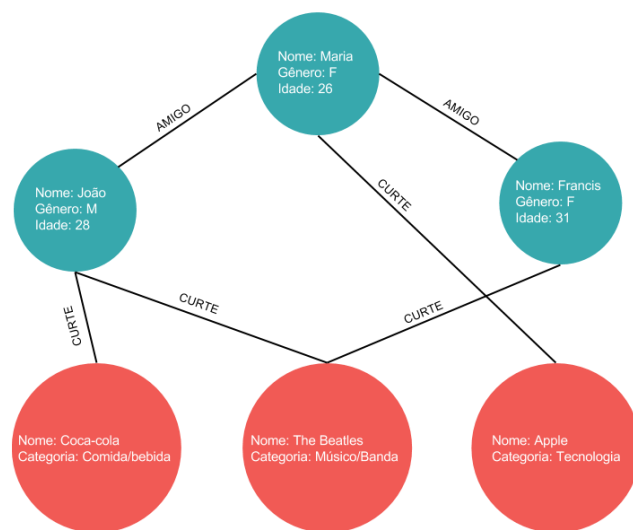 Nome: Maria
Gênero: F
Idade: 26
AMIGO
AMIGO
Nome: João
Gênero: M
Idade: 28
CURTE
Nome: Francis
Gênero: F
Idade: 31
CURTE
CURTE
CURTE
Nome: Coca-cola
Categoria: Comida/bebida
Nome: The Beatles
Categoria: Músico/Banda
Nome: Apple
Categoria: Tecnologia